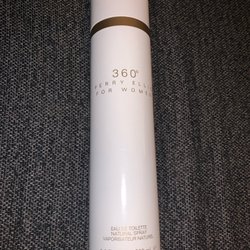 360°
PERRY ELLIS
FOR WOMEN
EAU DE TOILETTE
NATURAL SPRAY
VAPORISATEUR NATUREL